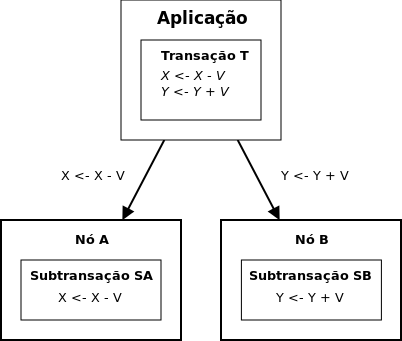 Aplicação
Transação T
X <- X - V
Y <- Y + V
X <- X - V
Y <- Y + V
Nó A
Nó B
Subtransação SA
X <- X - V
Subtransação SB
Y <- Y + V